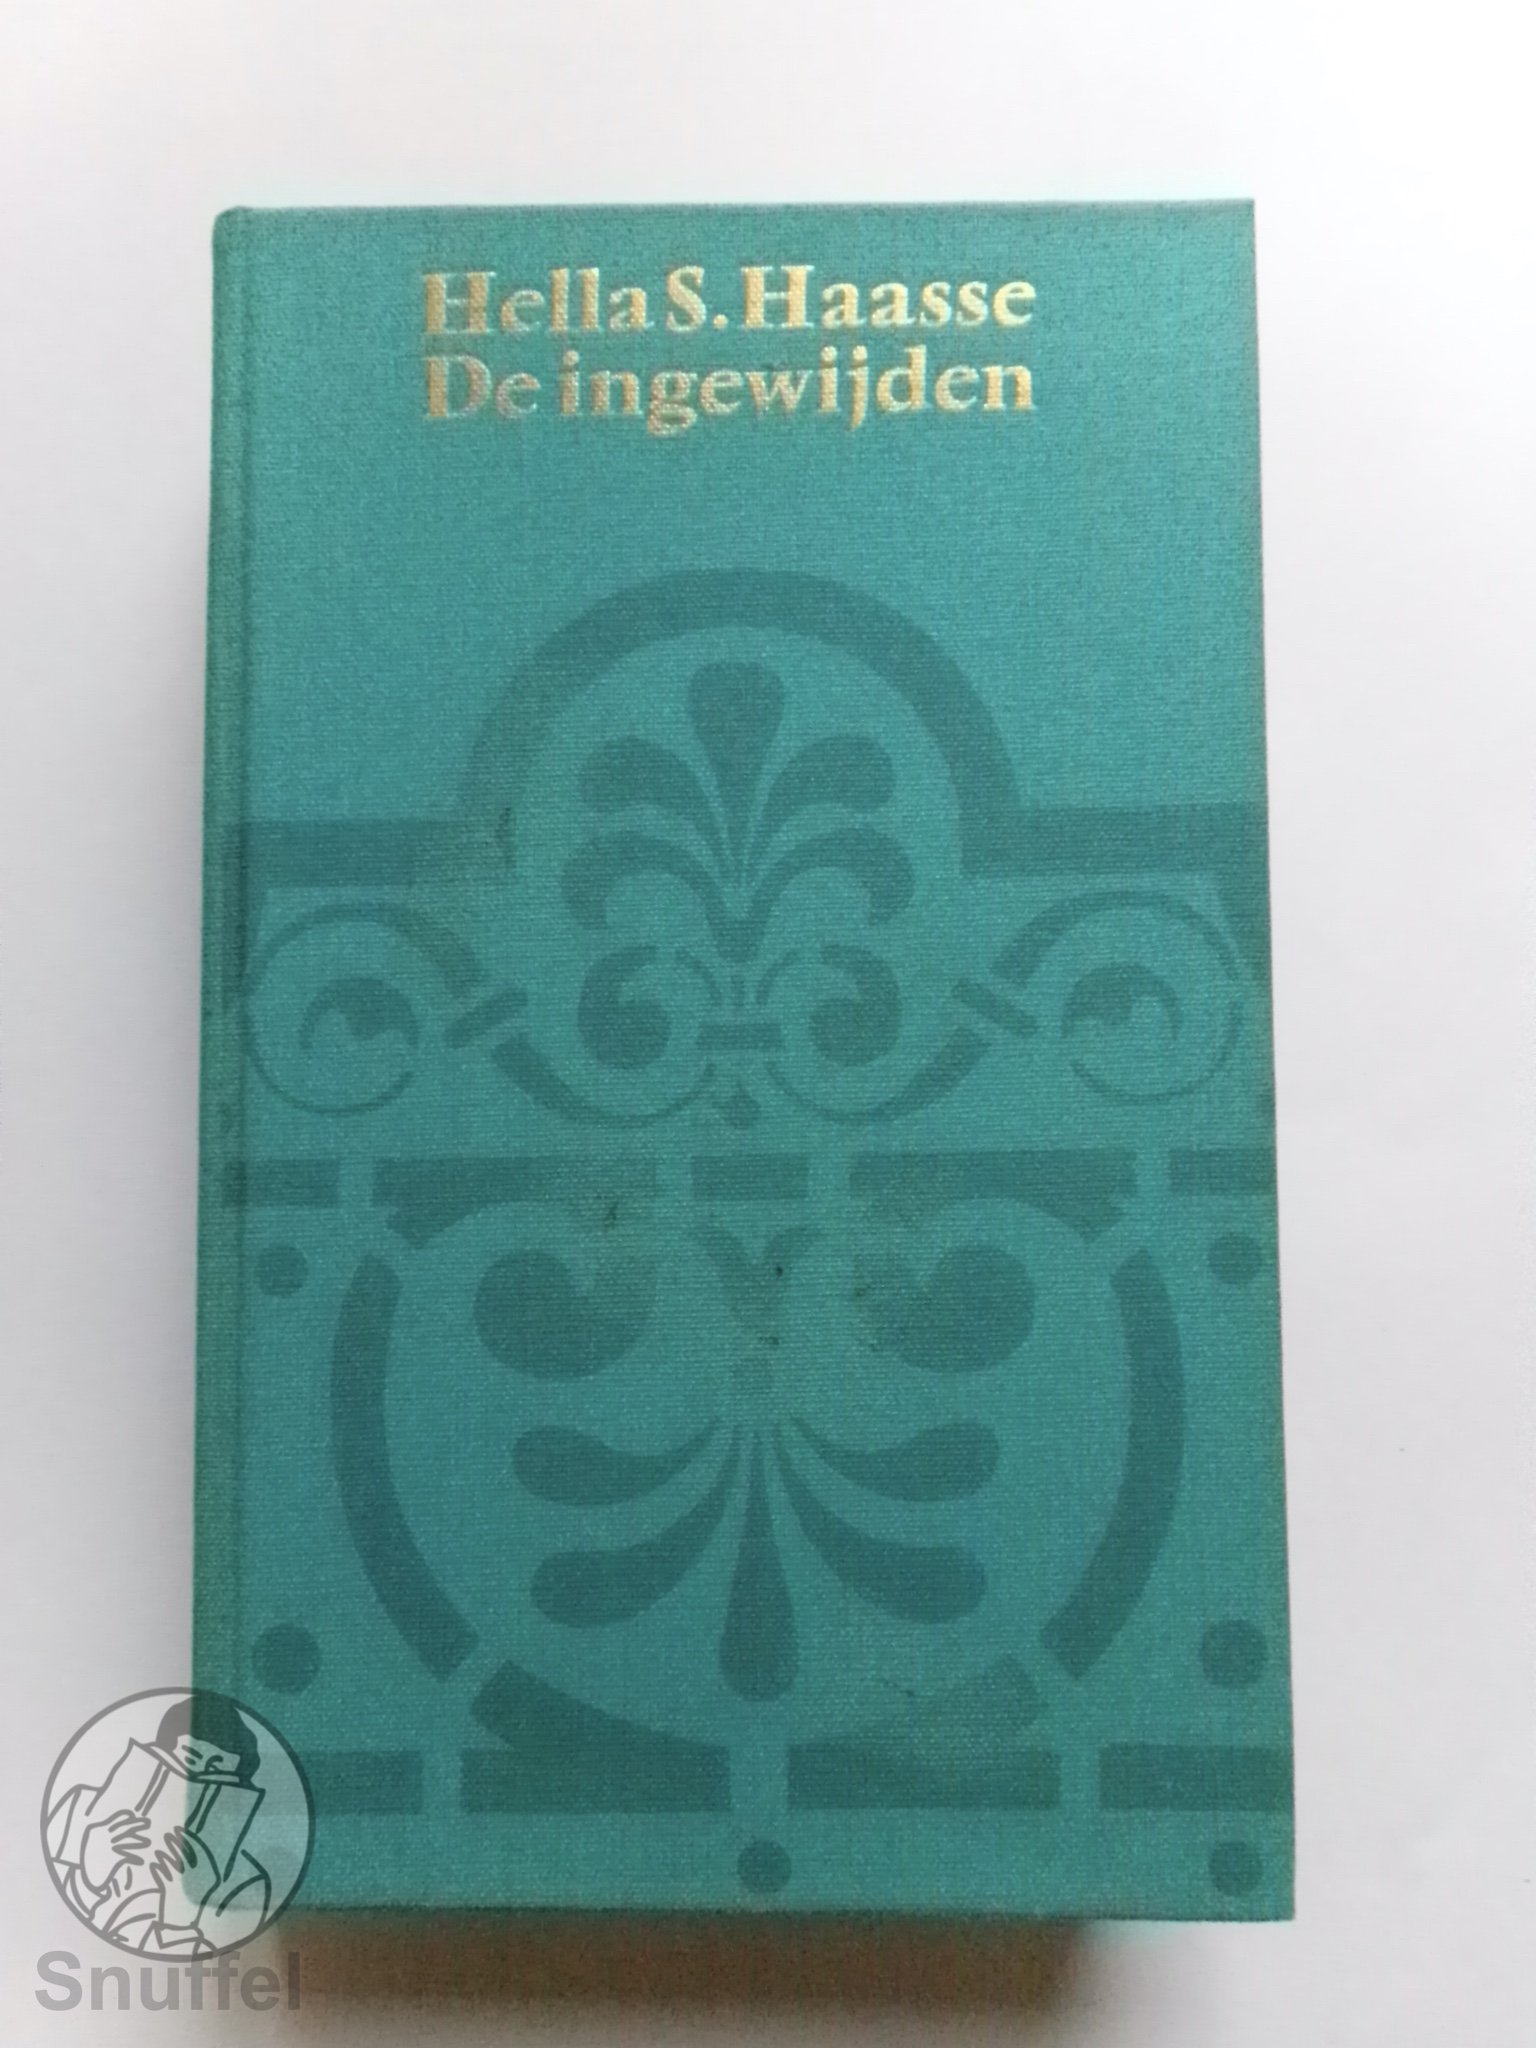 Hella S. Haasse
De ingewijden
Snuffel